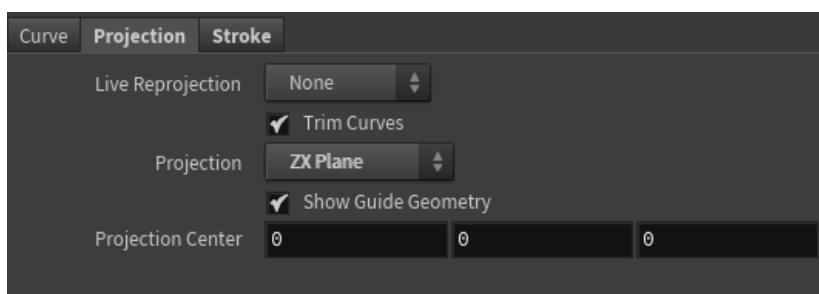 Curve Projection Stroke
Live Reprojection None
Trim Curves
Projection ZX Plane
Show Guide Geometry
Projection Center 0 0 0